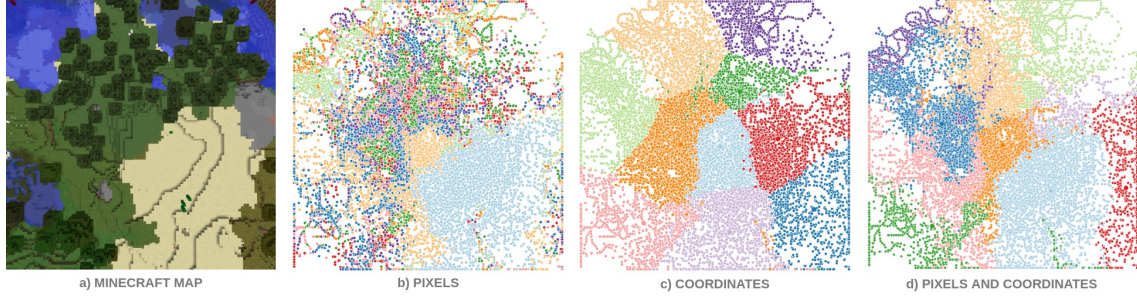 a) MINECRAFT MAP
b) PIXELS
c) COORDINATES
d) PIXELS AND COORDINATES